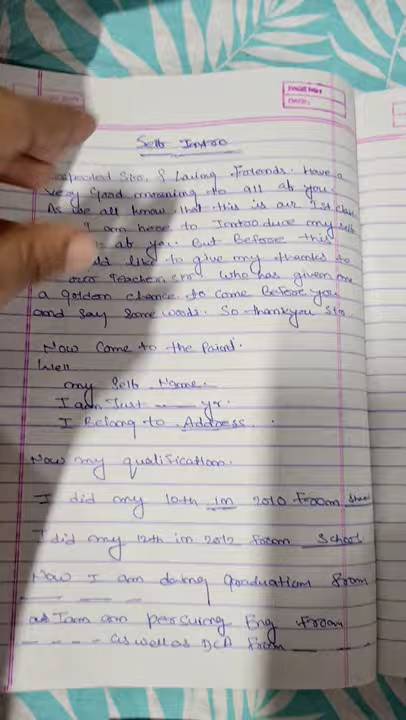 PAGE NO:
DATE:
Self Intro
Respected Sir. & Loving Friends. Have a
very Good morning to all of you
As we all know that this is our 1st class
I am here to Introduce my self
of you. But Before this
would like to give my thanks to
our Teacher Sir. Who has given me
a golden chance to come Before you
and say some words. So thankyou Sir.
Now Come to the Point.
Well
my Self Name.
I am Just - - yr.
I Belong to Address.
Now my qualification.
I did my 10th in 2010 From
I did my 12th in 2012 From School
Now I am doing graduation From
I am persuing Eng From
as well as DCA From